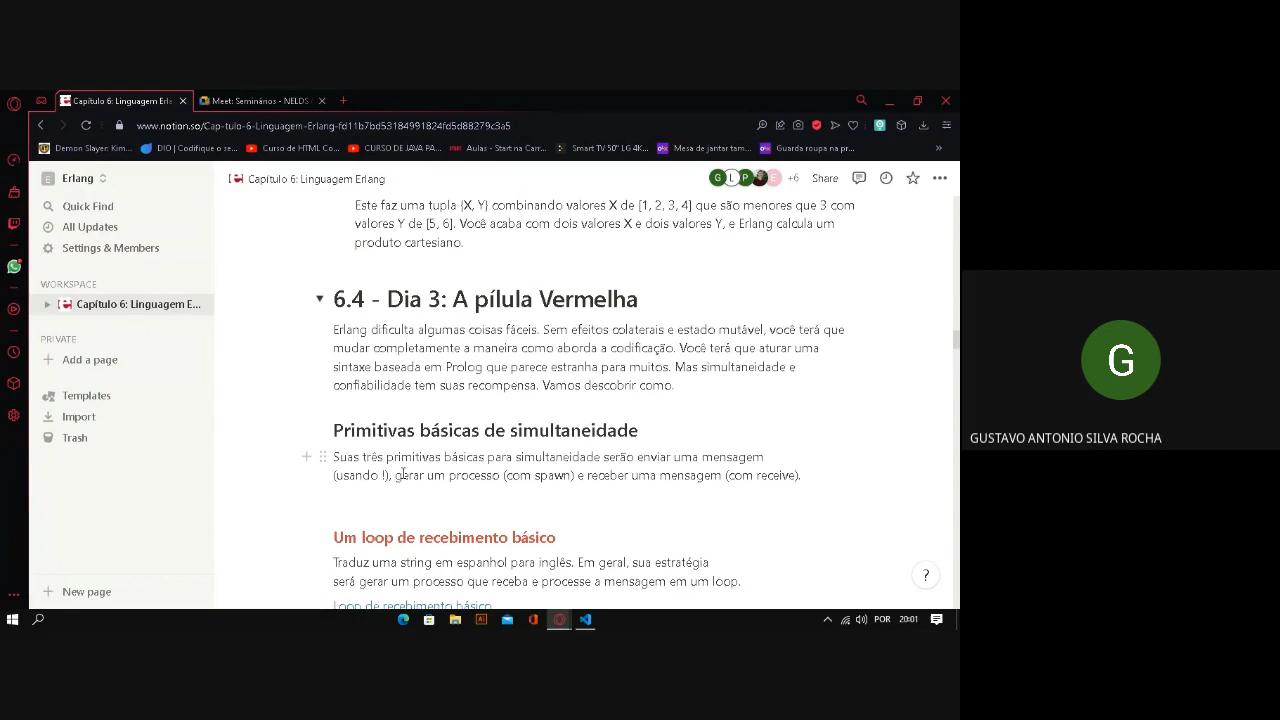 Capítulo 6: Linguagem Erla
Meet: Seminários - NELDS
www.notion.so/Cap-tulo-6-Linguagem-Erlang-fd11b7bd53184991824fd5d88279c3a5
Demon Slayer: Kim...
DIO | Codifique o se...
Curso de HTML Co...
CURSO DE JAVA PA...
Aulas - Start na Carr...
Smart TV 50" LG 4K...
Mesa de jantar tam...
Guarda roupa na pr...
»
E Erlang
Capítulo 6: Linguagem Erlang
G L P E +6 Share
Quick Find
All Updates
Settings & Members
WORKSPACE
Capítulo 6: Linguagem E...
PRIVATE
Add a page
Templates
Import
Trash
New page
Este faz uma tupla {X, Y} combinando valores X de [1, 2, 3, 4] que são menores que 3 com
valores Y de [5, 6]. Você acaba com dois valores X e dois valores Y, e Erlang calcula um
produto cartesiano.
6.4 - Dia 3: A pílula Vermelha
Erlang dificulta algumas coisas fáceis. Sem efeitos colaterais e estado mutável, você terá que
mudar completamente a maneira como aborda a codificação. Você terá que aturar uma
sintaxe baseada em Prolog que parece estranha para muitos. Mas simultaneidade e
confiabilidade tem suas recompensa. Vamos descobrir como.
Primitivas básicas de simultaneidade
Suas três primitivas básicas para simultaneidade serão enviar uma mensagem
(usando !), gerar um processo (com spawn) e receber uma mensagem (com receive).
Um loop de recebimento básico
Traduz uma string em espanhol para inglês. Em geral, sua estratégia
será gerar um processo que receba e processe a mensagem em um loop.
Loop de recebimento básico
?
POR 20:01
G
GUSTAVO ANTONIO SILVA ROCHA